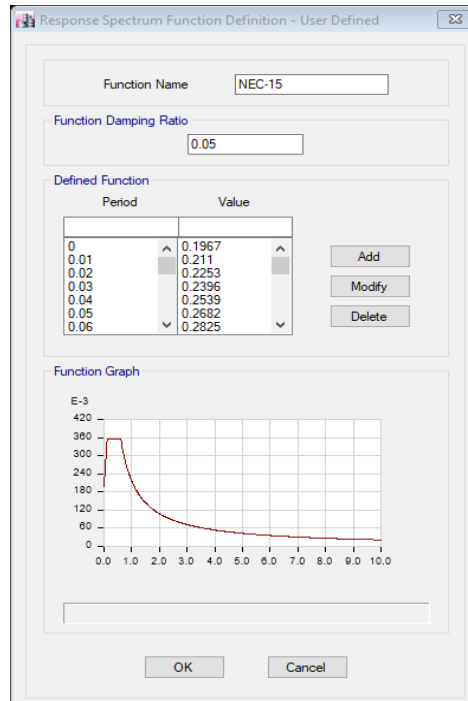 Response Spectrum Function Definition - User Defined
Function Name NEC-15
Function Damping Ratio
0.05
Defined Function
Period Value
0 0.1967
0.01 0.211
0.02 0.2253
0.03 0.2396
0.04 0.2539
0.05 0.2682
0.06 0.2825
Add
Modify
Delete
Function Graph
E-3
420
360
300
240
180
120
60
0
0.0 1.0 2.0 3.0 4.0 5.0 6.0 7.0 8.0 9.0 10.0
OK Cancel